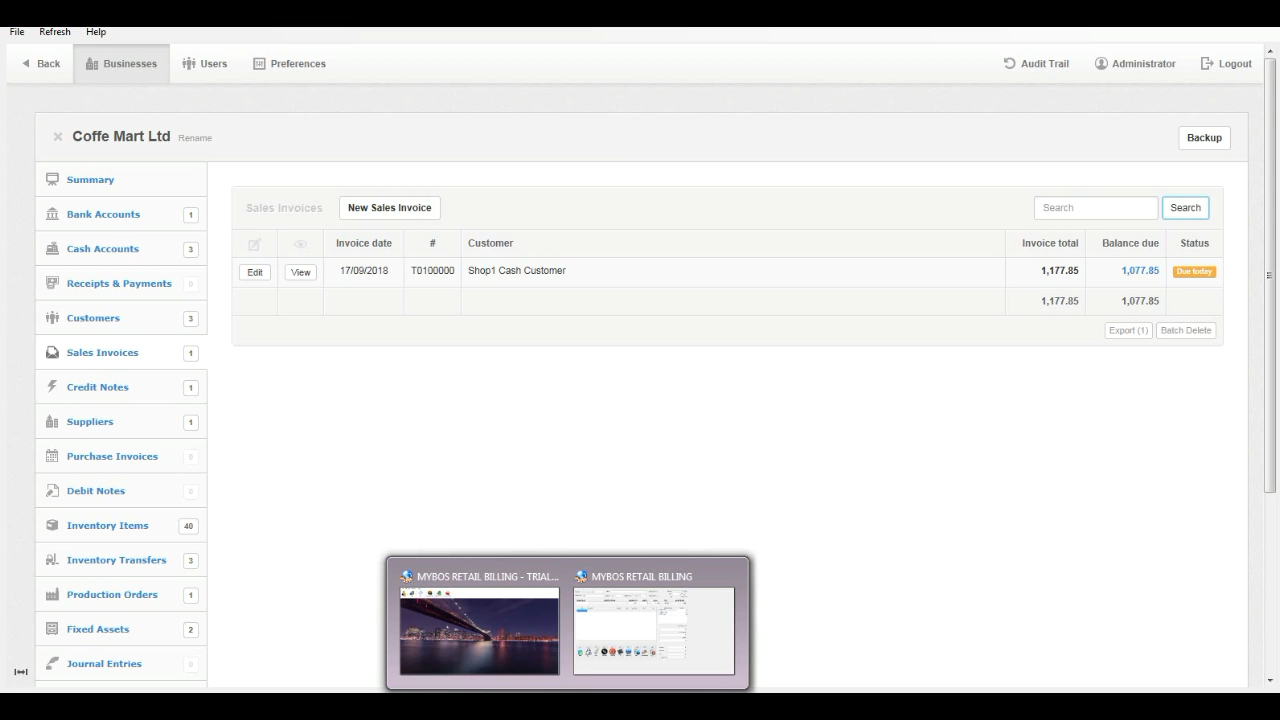 File Refresh Help
Back Businesses Users Preferences Audit Trail Administrator Logout
Coffe Mart Ltd Rename Backup
Summary
Bank Accounts 1
Cash Accounts 3
Receipts & Payments 0
Customers 3
Sales Invoices 1
Credit Notes 1
Suppliers 1
Purchase Invoices 0
Debit Notes 0
Inventory Items 40
Inventory Transfers 3
Production Orders 1
Fixed Assets 2
Journal Entries 0
Sales Invoices New Sales Invoice Search Search
Invoice date # Customer Invoice total Balance due Status
Edit View 17/09/2018 T0100000 Shop1 Cash Customer 1,177.85 1,077.85 Due today
1,177.85 1,077.85
Export (1) Batch Delete
MYBOS RETAIL BILLING - TRIAL... MYBOS RETAIL BILLING